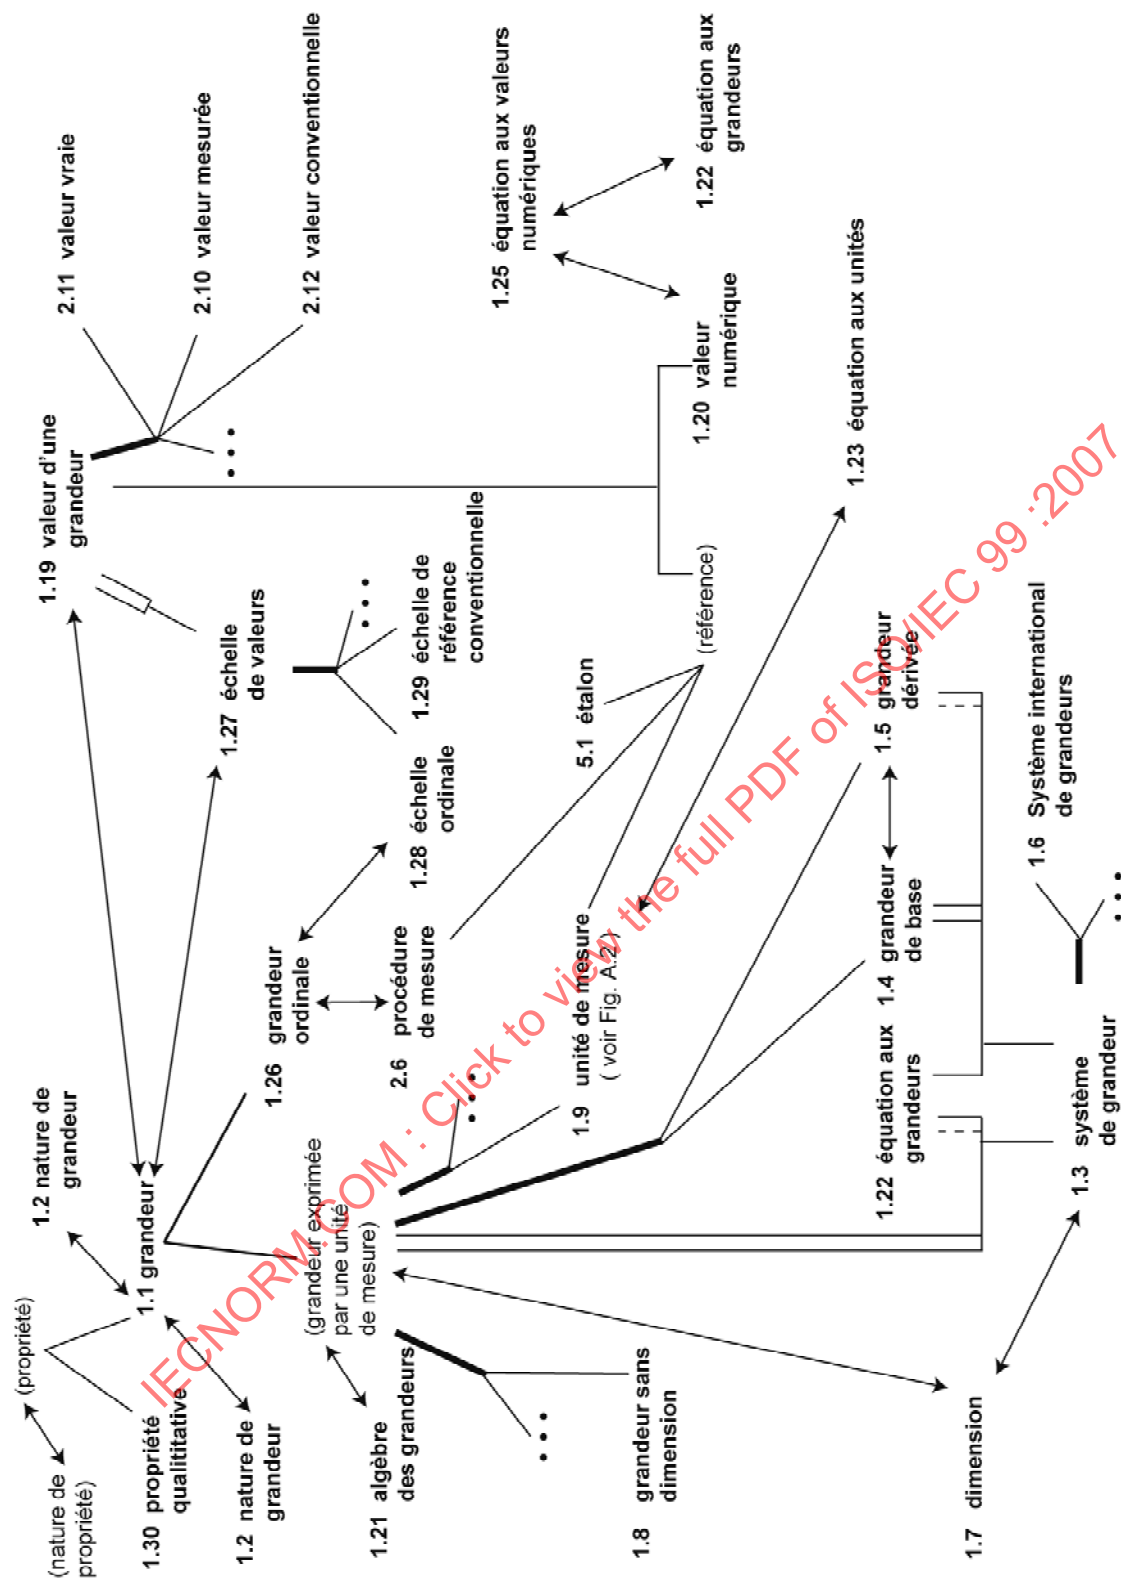 (nature de
propriété)
(propriété)
1.30 propriété
qualititative
1.1 grandeur
1.2 nature de
grandeur
1.2 nature de
grandeur
1.19 valeur d'une
grandeur
2.11 valeur vraie
2.10 valeur mesurée
2.12 valeur conventionnelle
1.27 échelle
de valeurs
1.26 grandeur
ordinale
1.28 échelle
ordinale
1.29 échelle de
référence
conventionnelle
1.21 algèbre
des grandeurs
(grandeur exprimée
par une unité
de mesure)
2.6 procédure
de mesure
5.1 étalon
(référence)
1.20 valeur
numérique
1.25 équation aux valeurs
numériques
1.22 équation aux
grandeurs
1.9 unité de mesure
( voir Fig. A.2 )
1.23 équation aux unités
1.8 grandeur sans
dimension
1.22 équation aux
grandeurs
1.4 grandeur
de base
1.5 grandeur
dérivée
1.7 dimension
1.3 système
de grandeur
1.6 Système international
de grandeurs
IECNORM.COM : Click to view the full PDF of ISO/IEC 99 :2007